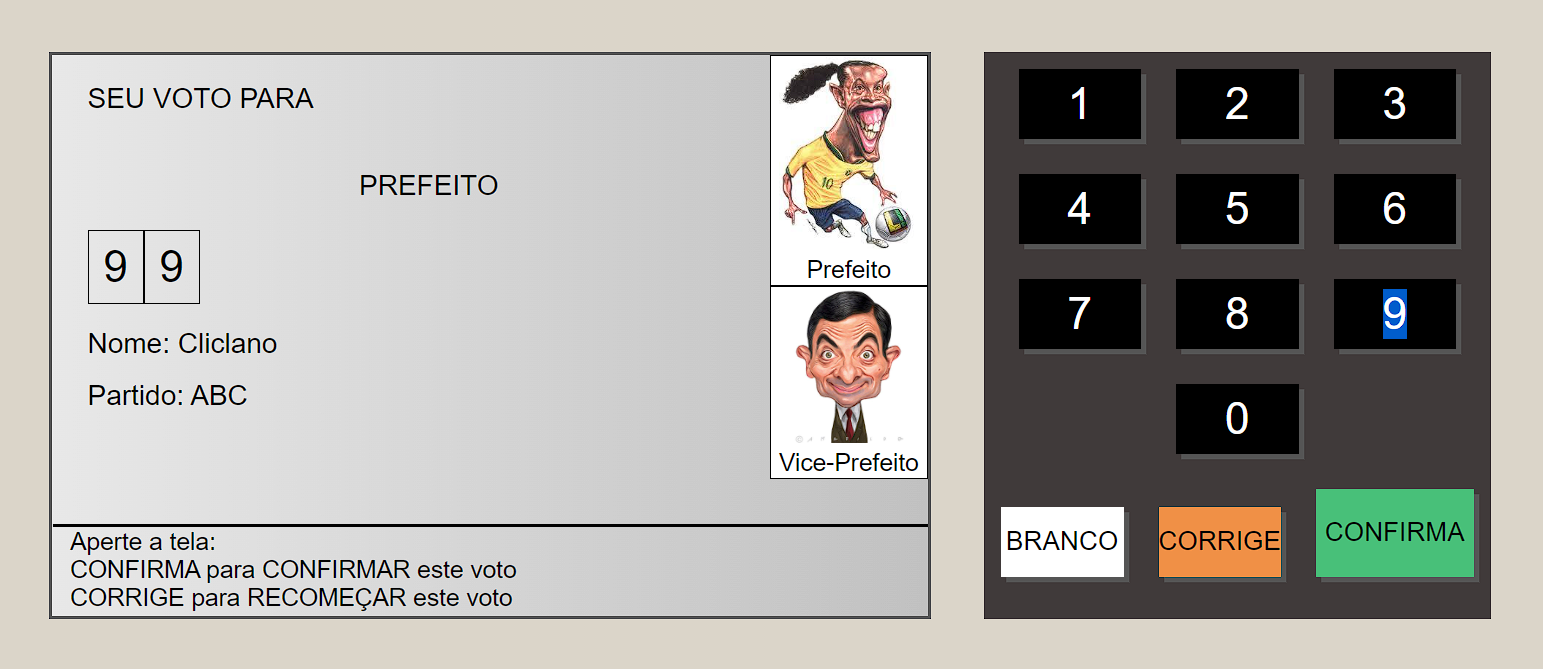 SEU VOTO PARA
PREFEITO
9 9
Nome: Cliclano
Partido: ABC
10
Prefeito
Vice-Prefeito
Aperte a tela:
CONFIRMA para CONFIRMAR este voto
CORRIGE para RECOMEÇAR este voto
1 2 3
4 5 6
7 8 9
0
BRANCO CORRIGE CONFIRMA